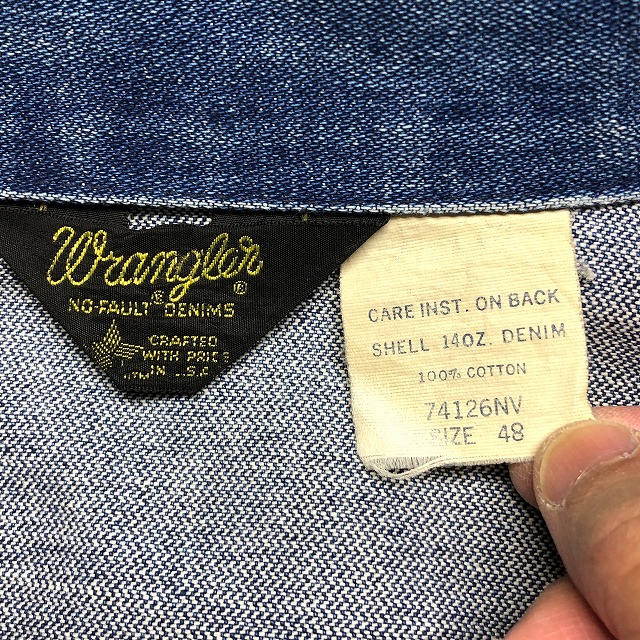 Wrangler®
NO-FAULT® DENIMS
CRAFTED
WITH PRIDE
IN U.S.A.
CARE INST. ON BACK
SHELL 14OZ. DENIM
100% COTTON
74126NV
SIZE 48